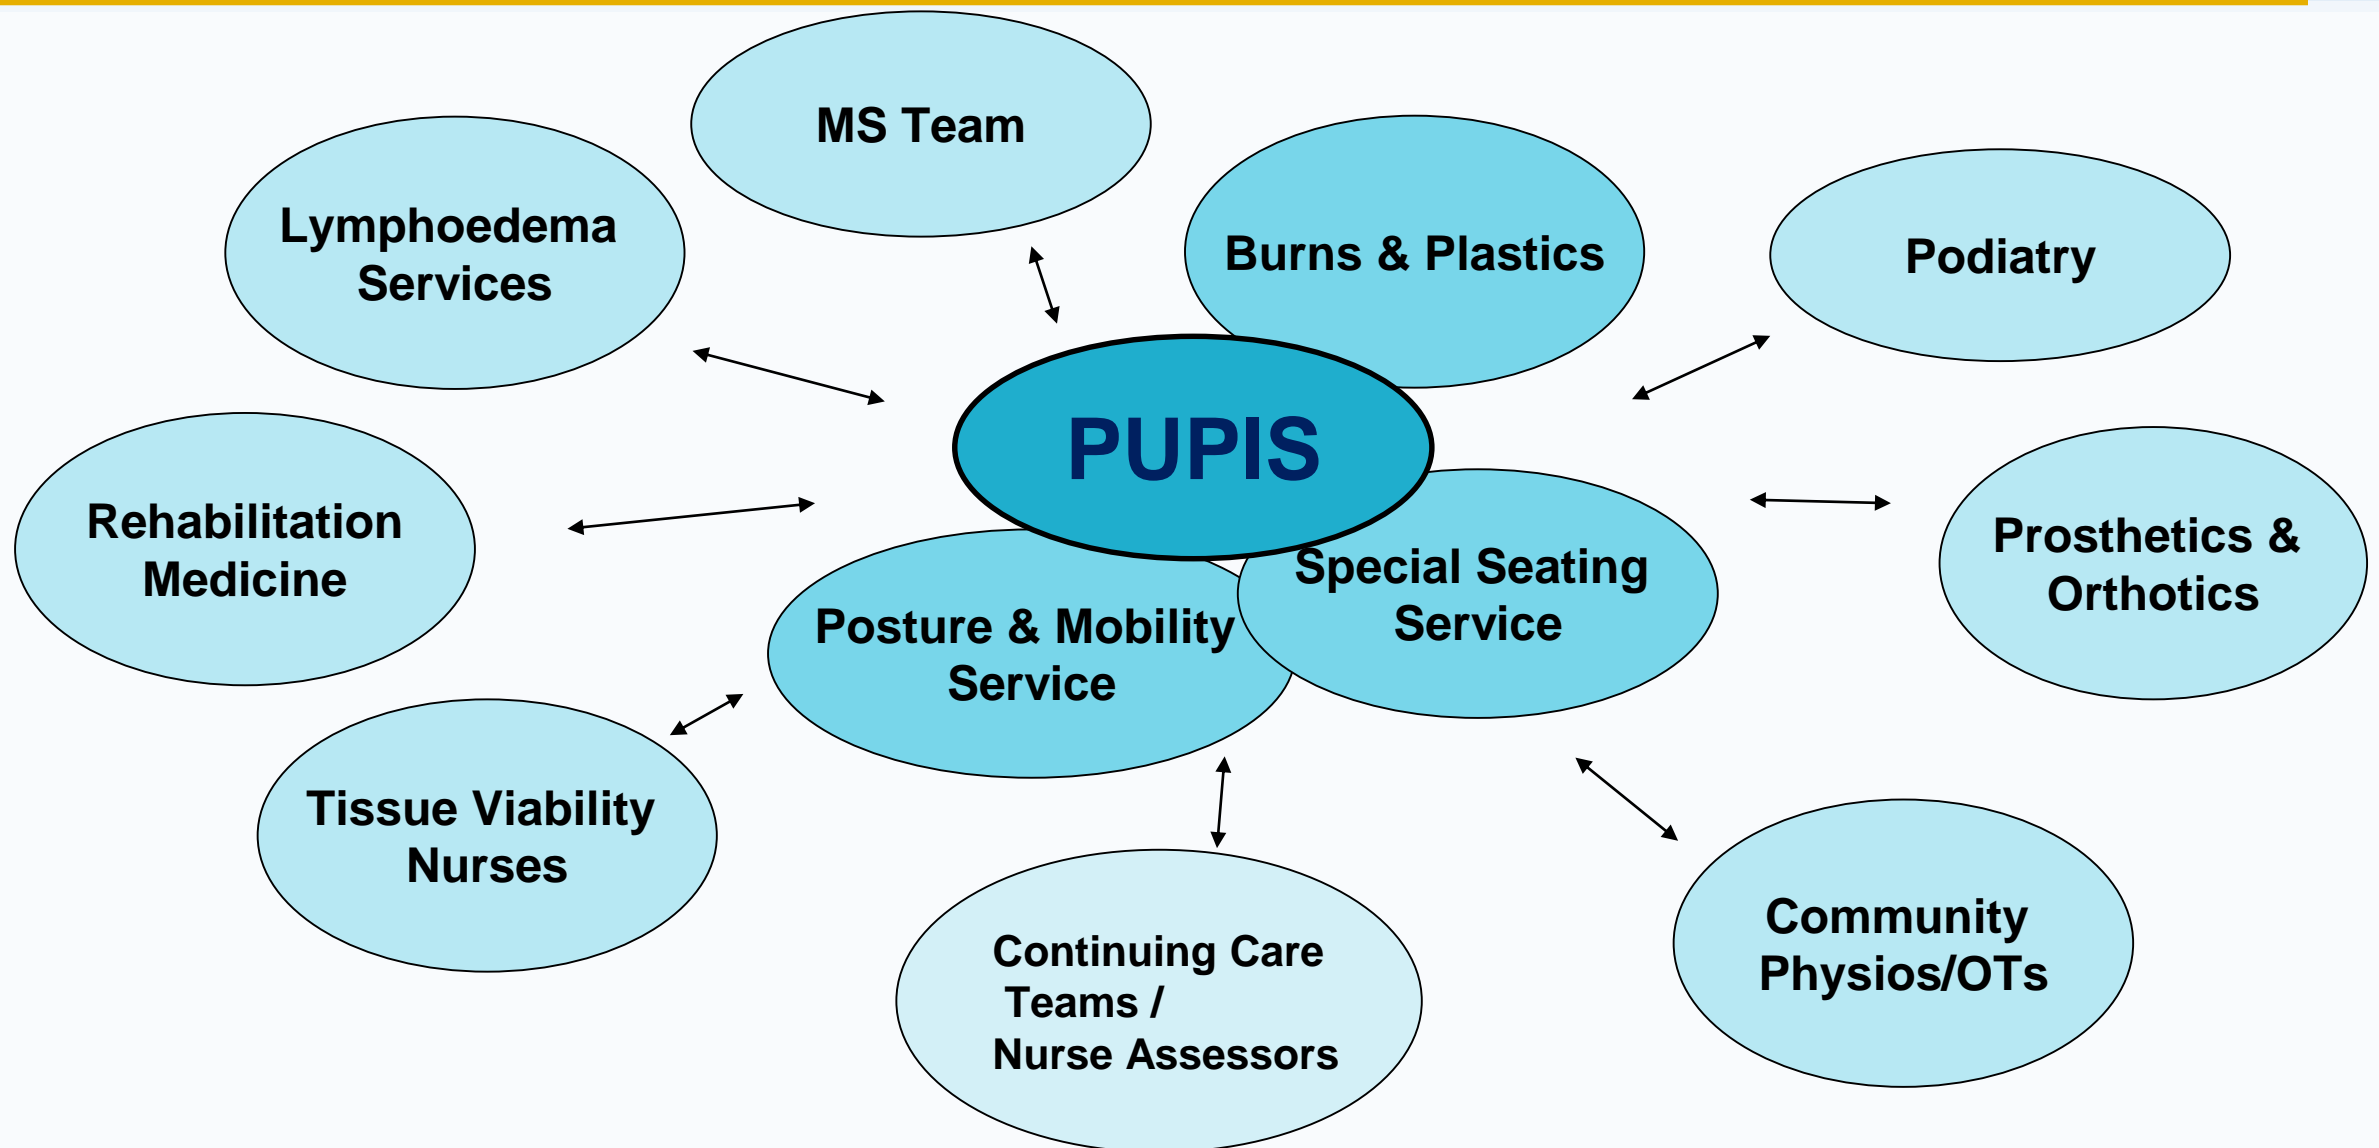 MS Team
Lymphoedema
Services
Burns & Plastics
Podiatry
PUPIS
Rehabilitation
Medicine
Prosthetics &
Orthotics
Special Seating
Service
Posture & Mobility
Service
Tissue Viability
Nurses
Continuing Care
Teams /
Nurse Assessors
Community
Physios/OTs